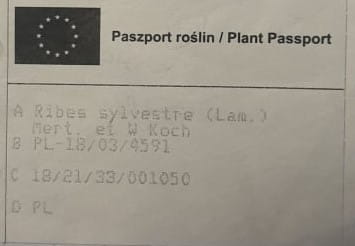 Paszport roślin / Plant Passport
A Ribes sylvestre (Lam.)
Mert. et W Koch
B PL-18/03/4591
C 18/21/33/001050
D PL